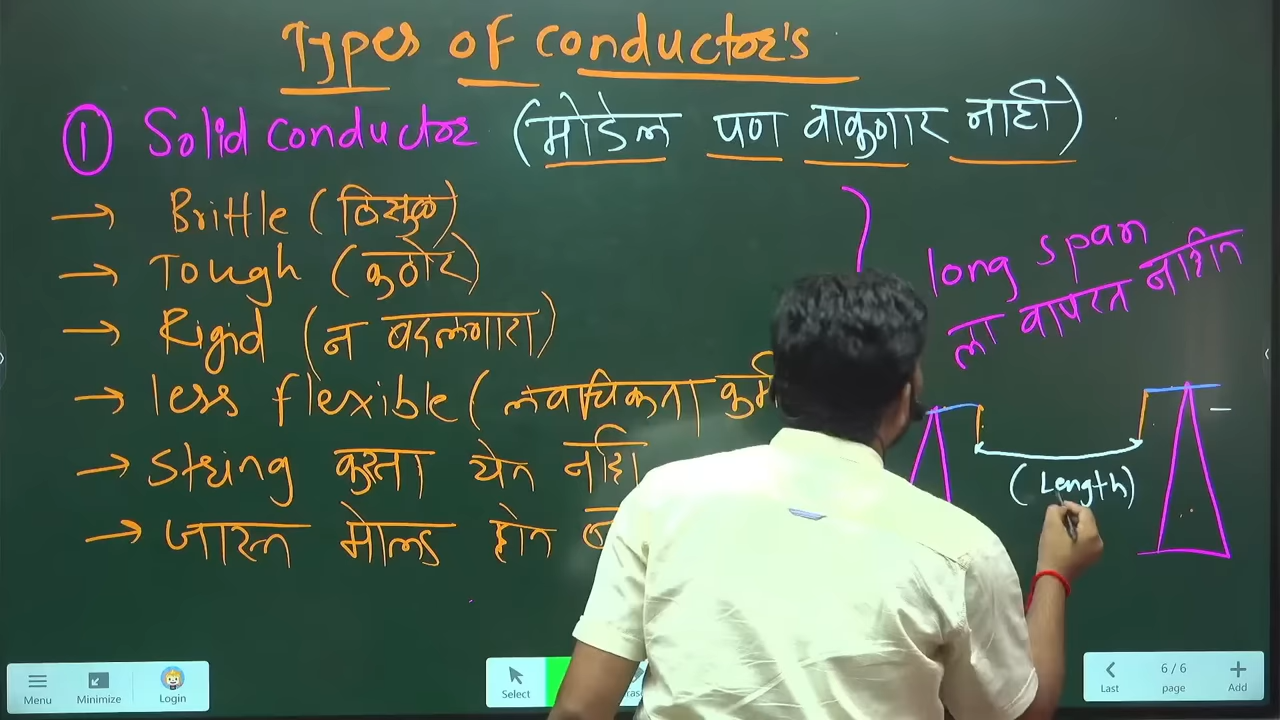 Types of conductor's
① Solid conductor (मोडेल पण वाकणार नाही)
→ Brittle (ठिसूळ)
→ Tough (कठोर)
→ Rigid (न बदलणारा)
→ less flexible (लवचिकता कमी
→ String करता येत नाही
→ जास्त मोल्ड होत
long span
ला वापरत नाहीत
(Length)
Menu
Minimize
Login
Select
Last
6/6
page
Add